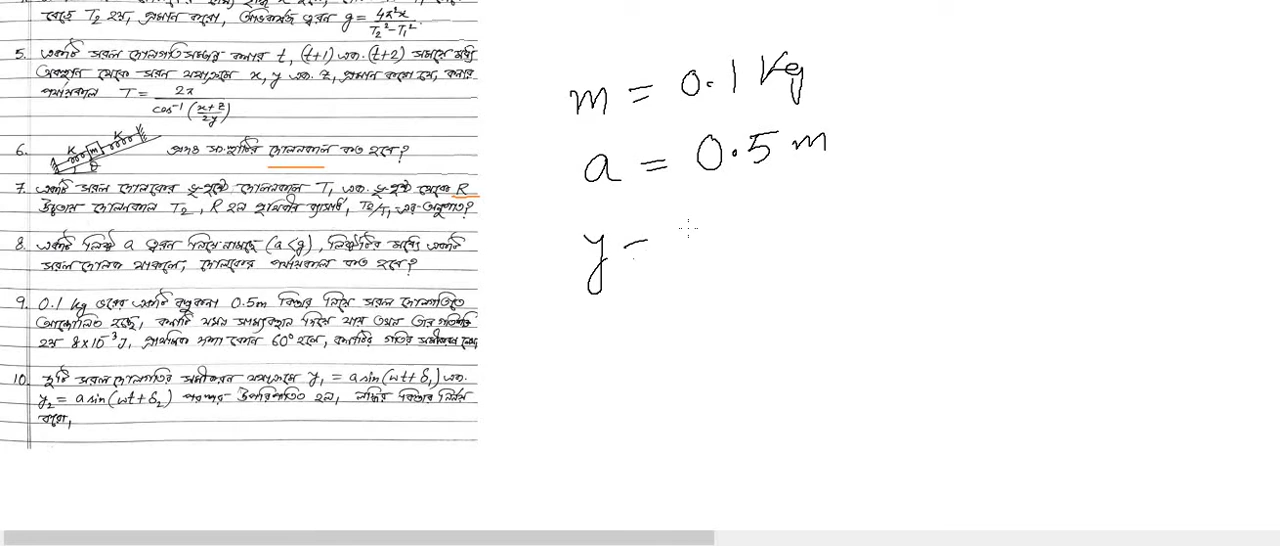 বেড়ে T₂ হয়, প্রমাণ করো, অভিকর্ষজ ত্বরণ g = 4π²x / T₂² − T₁²
5. একটি সরল দোলগতিসম্পন্ন কণার t, (t+1) এবং (t+2) সময়ে মধ্য
অবস্থান থেকে সরণ যথাক্রমে x, y এবং z, প্রমাণ করো যে, কণার
পর্যায়কাল T = 2π / cos⁻¹ (x+z / 2y)
K m K
6. প্রদত্ত সংস্থাটির দোলনকাল কত হবে?
7. একটি সরল দোলকের ভূ-পৃষ্ঠে দোলনকাল T₁ এবং ভূ-পৃষ্ঠ থেকে R
উচ্চতায় দোলনকাল T₂, R হল পৃথিবীর ব্যাসার্ধ, T₂/T₁ এর অনুপাত?
8. একটি লিফ্ট a ত্বরণ নিয়ে নামছে (a<g), লিফ্টটির মধ্যে একটি
সরল দোলক থাকলে, দোলকের পর্যায়কাল কত হবে?
9. 0.1 kg ভরের একটি বস্তুকণা 0.5m বিস্তার নিয়ে সরল দোলগতিতে
আন্দোলিত হচ্ছে, কণাটি যখন সাম্যাবস্থান দিয়ে যায় তখন তার গতিশক্তি
হয় 8×10⁻³J, প্রাথমিক দশা কোণ 60° হলে, কণাটির গতির সমীকরণ
10. দুটি সরল দোলগতির সমীকরণ যথাক্রমে y₁ = a sin(ωt + δ₁) এবং
y₂ = a sin(ωt + δ₂) পরস্পর উপরিপাতিত হল, লব্ধির বিস্তার নির্ণয়
করো,
m = 0.1 Kg
a = 0.5 m
y =